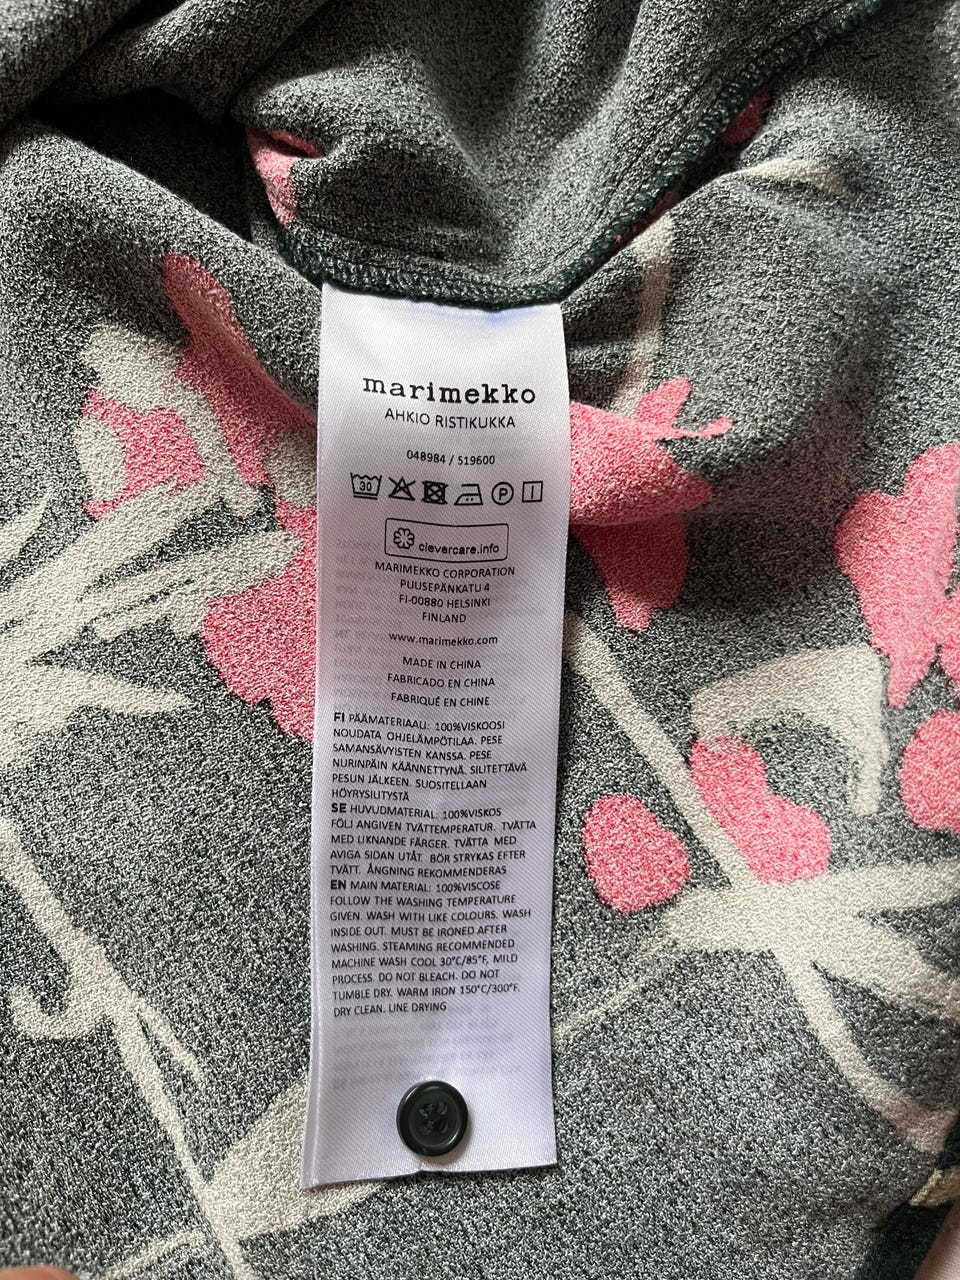 marimekko
AHKIO RISTIKUKKA
048984 / 519600
30 P
clevercare.info
MARIMEKKO CORPORATION
PUUSEPÄNKATU 4
FI-00880 HELSINKI
FINLAND
www.marimekko.com
MADE IN CHINA
FABRICADO EN CHINA
FABRIQUÉ EN CHINE
FI PÄÄMATERIAALI: 100%VISKOOSI
NOUDATA OHJELÄMPÖTILAA. PESE
SAMANSÄVYISTEN KANSSA. PESE
NURINPÄIN KÄÄNNETTYNÄ. SILITETTÄVÄ
PESUN JÄLKEEN. SUOSITELLAAN
HÖYRYSILITYSTÄ
SE HUVUDMATERIAL: 100%VISKOS
FÖLJ ANGIVEN TVÄTTEMPERATUR. TVÄTTA
MED LIKNANDE FÄRGER. TVÄTTA MED
AVIGA SIDAN UTÅT. BÖR STRYKAS EFTER
TVÄTT. ÅNGNING REKOMMENDERAS
EN MAIN MATERIAL: 100%VISCOSE
FOLLOW THE WASHING TEMPERATURE
GIVEN. WASH WITH LIKE COLOURS. WASH
INSIDE OUT. MUST BE IRONED AFTER
WASHING. STEAMING RECOMMENDED
MACHINE WASH COOL 30°C/85°F, MILD
PROCESS. DO NOT BLEACH. DO NOT
TUMBLE DRY. WARM IRON 150°C/300°F.
DRY CLEAN. LINE DRYING